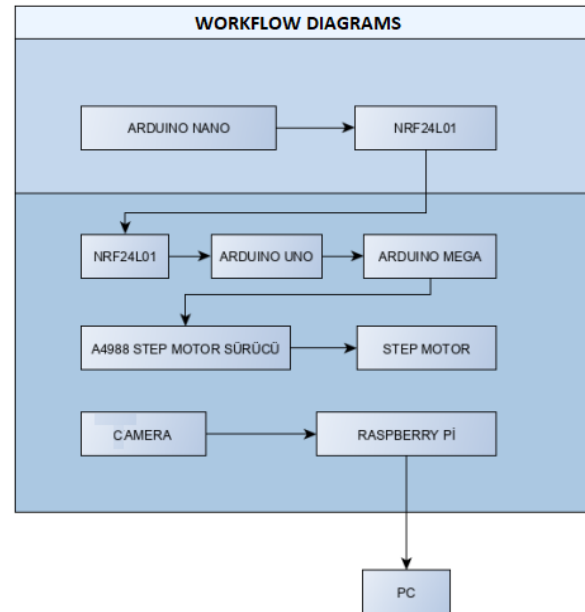 WORKFLOW DIAGRAMS
ARDUINO NANO
NRF24L01
NRF24L01
ARDUINO UNO
ARDUINO MEGA
A4988 STEP MOTOR SÜRÜCÜ
STEP MOTOR
CAMERA
RASPBERRY Pİ
PC